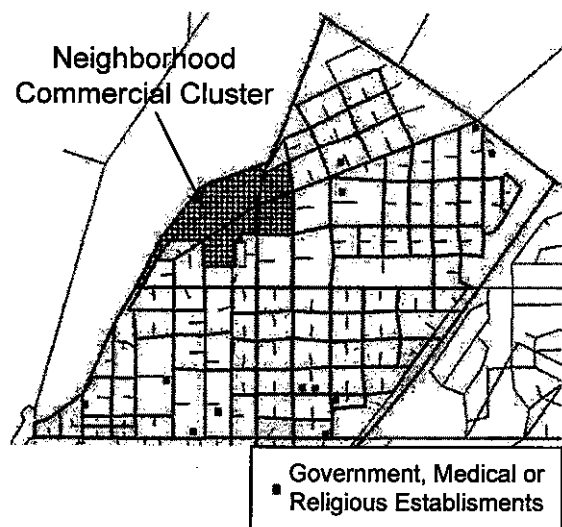 Neighborhood
Commercial Cluster
Government, Medical or
Religious Establisments